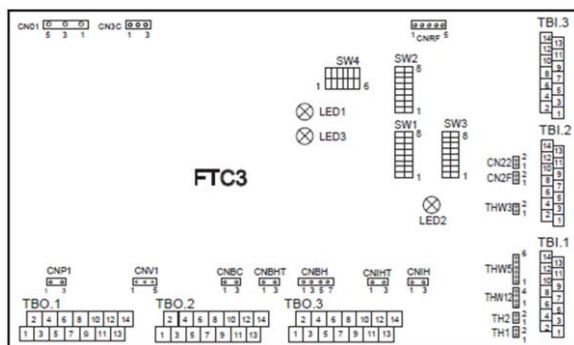 CN01
5 3 1
CN3C
1 3
1 CNRF 5
TBI.3
14 13
12 11
10 9
8 7
6 5
4 3
2 1
SW4
1 6
SW2
8
1
LED1
LED3
SW1
8
1
SW3
8
1
TBI.2
14 13
12 11
10 9
8 7
6 5
4 3
2 1
CN22
2
1
CN2F
2
1
THW3
2
1
FTC3
LED2
TBI.1
14 13
12 11
10 9
8 7
6 5
4 3
2 1
THW5
6
1
THW12
4
1
TH2
2
1
TH1
2
1
CNP1
1 3
CNV1
1 5
CNBC
1 3
CNBHT
1 3
CNBH
1 3 5 7
CNIHT
1 3
CNIH
1 3
TBO.1
2 4 6 8 10 12 14
1 3 5 7 9 11 13
TBO.2
2 4 6 8 10 12 14
1 3 5 7 9 11 13
TBO.3
2 4 6 8 10 12 14
1 3 5 7 9 11 13